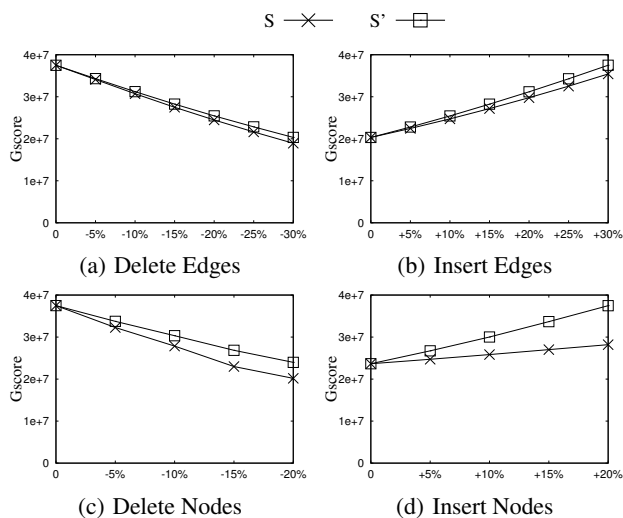 S S'
4e+7 4e+7
3e+7 3e+7
2e+7 2e+7
1e+7 1e+7
0 0
Gscore Gscore
0 -5% -10% -15% -20% -25% -30% 0 +5% +10% +15% +20% +25% +30%
(a) Delete Edges (b) Insert Edges
4e+7 4e+7
3e+7 3e+7
2e+7 2e+7
1e+7 1e+7
0 0
Gscore Gscore
0 -5% -10% -15% -20% 0 +5% +10% +15% +20%
(c) Delete Nodes (d) Insert Nodes